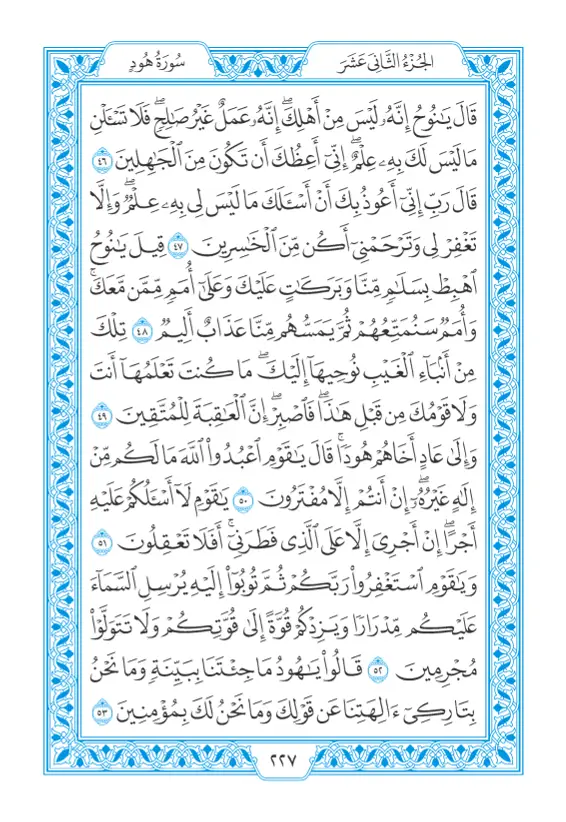 الجُزْءُ الثَّانِيَ عَشَرَ
سُورَةُ هُودٍ
قَالَ يَٰنُوحُ إِنَّهُۥ لَيْسَ مِنْ أَهْلِكَۖ إِنَّهُۥ عَمَلٌ غَيْرُ صَٰلِحٖۖ فَلَا تَسْـَٔلْنِ
مَا لَيْسَ لَكَ بِهِۦ عِلْمٌۖ إِنِّيٓ أَعِظُكَ أَن تَكُونَ مِنَ ٱلْجَٰهِلِينَ ٤٦
قَالَ رَبِّ إِنِّيٓ أَعُوذُ بِكَ أَنْ أَسْـَٔلَكَ مَا لَيْسَ لِي بِهِۦ عِلْمٌۖ وَإِلَّا
تَغْفِرْ لِي وَتَرْحَمْنِيٓ أَكُن مِّنَ ٱلْخَٰسِرِينَ ٤٧ قِيلَ يَٰنُوحُ
ٱهْبِطْ بِسَلَٰمٖ مِّنَّا وَبَرَكَٰتٍ عَلَيْكَ وَعَلَىٰٓ أُمَمٖ مِّمَّن مَّعَكَۚ
وَأُمَمٞ سَنُمَتِّعُهُمْ ثُمَّ يَمَسُّهُم مِّنَّا عَذَابٌ أَلِيمٞ ٤٨ تِلْكَ
مِنْ أَنۢبَآءِ ٱلْغَيْبِ نُوحِيهَآ إِلَيْكَۖ مَا كُنتَ تَعْلَمُهَآ أَنتَ
وَلَا قَوْمُكَ مِن قَبْلِ هَٰذَاۖ فَٱصْبِرْۖ إِنَّ ٱلْعَٰقِبَةَ لِلْمُتَّقِينَ ٤٩
وَإِلَىٰ عَادٍ أَخَاهُمْ هُودٗاۚ قَالَ يَٰقَوْمِ ٱعْبُدُواْ ٱللَّهَ مَا لَكُم مِّنْ
إِلَٰهٍ غَيْرُهُۥٓۖ إِنْ أَنتُمْ إِلَّا مُفْتَرُونَ ٥٠ يَٰقَوْمِ لَآ أَسْـَٔلُكُمْ عَلَيْهِ
أَجْرًاۖ إِنْ أَجْرِيَ إِلَّا عَلَى ٱلَّذِي فَطَرَنِيٓۚ أَفَلَا تَعْقِلُونَ ٥١
وَيَٰقَوْمِ ٱسْتَغْفِرُواْ رَبَّكُمْ ثُمَّ تُوبُوٓاْ إِلَيْهِ يُرْسِلِ ٱلسَّمَآءَ
عَلَيْكُم مِّدْرَارٗا وَيَزِدْكُمْ قُوَّةً إِلَىٰ قُوَّتِكُمْ وَلَا تَتَوَلَّوْاْ
مُجْرِمِينَ ٥٢ قَالُواْ يَٰهُودُ مَا جِئْتَنَا بِبَيِّنَةٖ وَمَا نَحْنُ
بِتَارِكِيٓ ءَالِهَتِنَا عَن قَوْلِكَ وَمَا نَحْنُ لَكَ بِمُؤْمِنِينَ ٥٣
٢٢٧